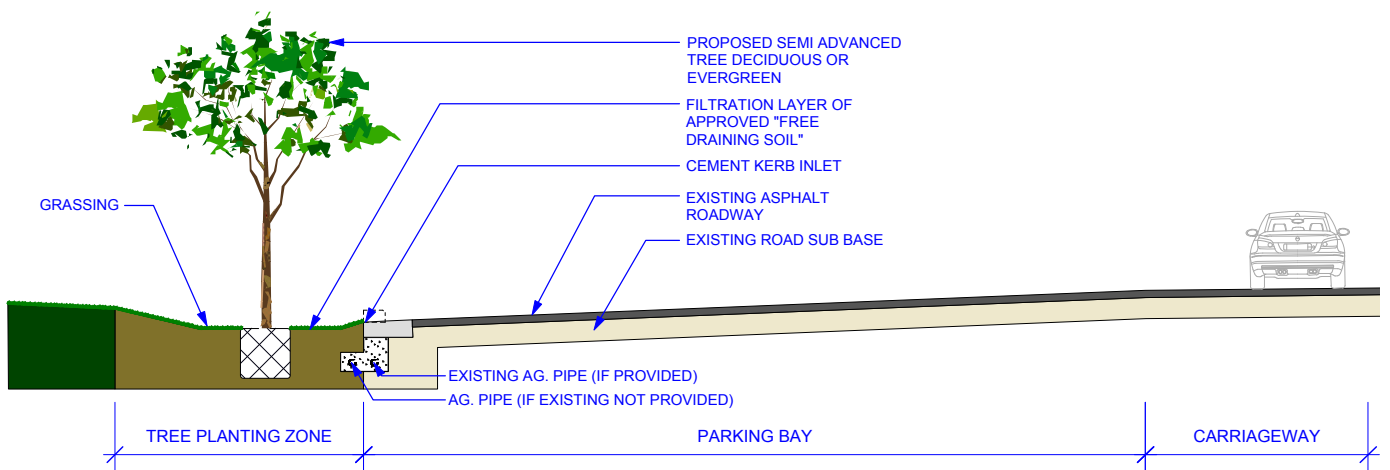 PROPOSED SEMI ADVANCED
TREE DECIDUOUS OR
EVERGREEN
FILTRATION LAYER OF
APPROVED "FREE
DRAINING SOIL"
CEMENT KERB INLET
GRASSING
EXISTING ASPHALT
ROADWAY
EXISTING ROAD SUB BASE
EXISTING AG. PIPE (IF PROVIDED)
AG. PIPE (IF EXISTING NOT PROVIDED)
TREE PLANTING ZONE
PARKING BAY
CARRIAGEWAY